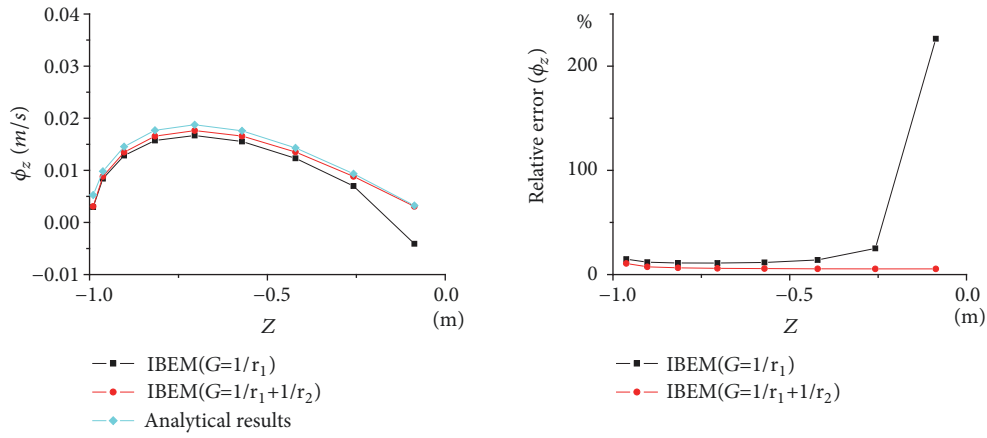 0.04
0.03
0.02
0.01
0.00
−0.01
ϕz (m/s)
−1.0
−0.5
0.0
(m)
Z
IBEM(G=1/r1)
IBEM(G=1/r1+1/r2)
Analytical results
%
200
100
0
Relative error (ϕz)
−1.0
−0.5
0.0
(m)
Z
IBEM(G=1/r1)
IBEM(G=1/r1+1/r2)